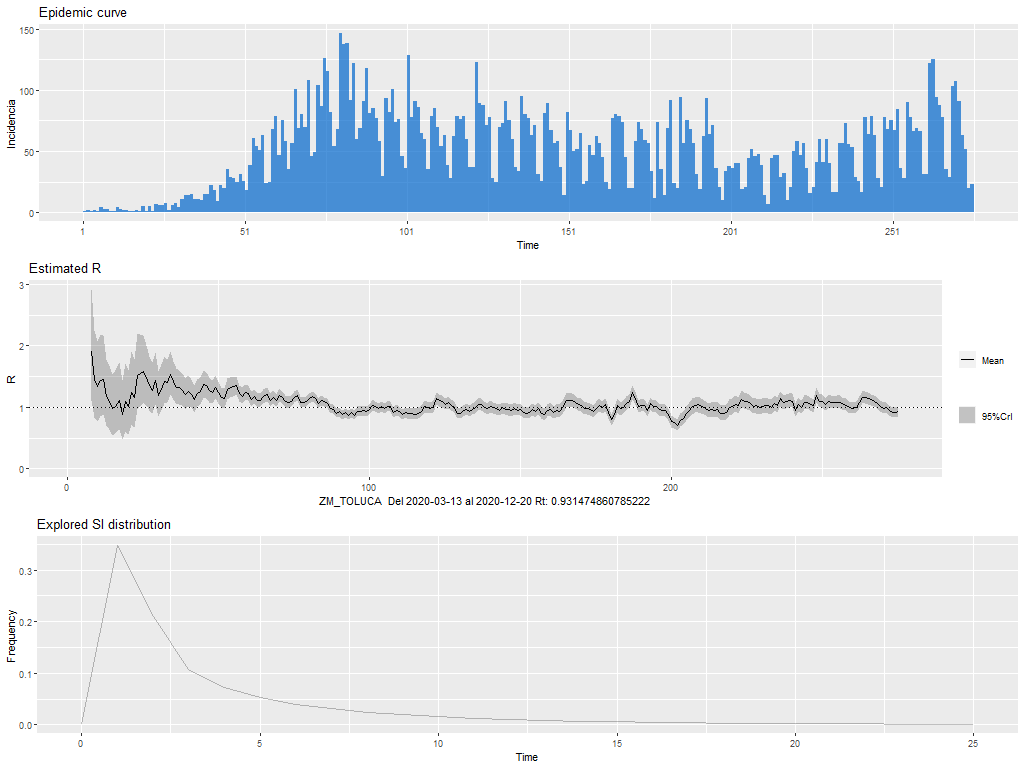 Epidemic curve
150
100
50
0
Incidencia
1 51 101 151 201 251
Time
Estimated R
3
2
1
0
R
0 100 200
ZM_TOLUCA Del 2020-03-13 al 2020-12-20 Rt: 0.931474860785222
Mean
95%CrI
Explored SI distribution
0.3
0.2
0.1
0.0
Frequency
0 5 10 15 20 25
Time